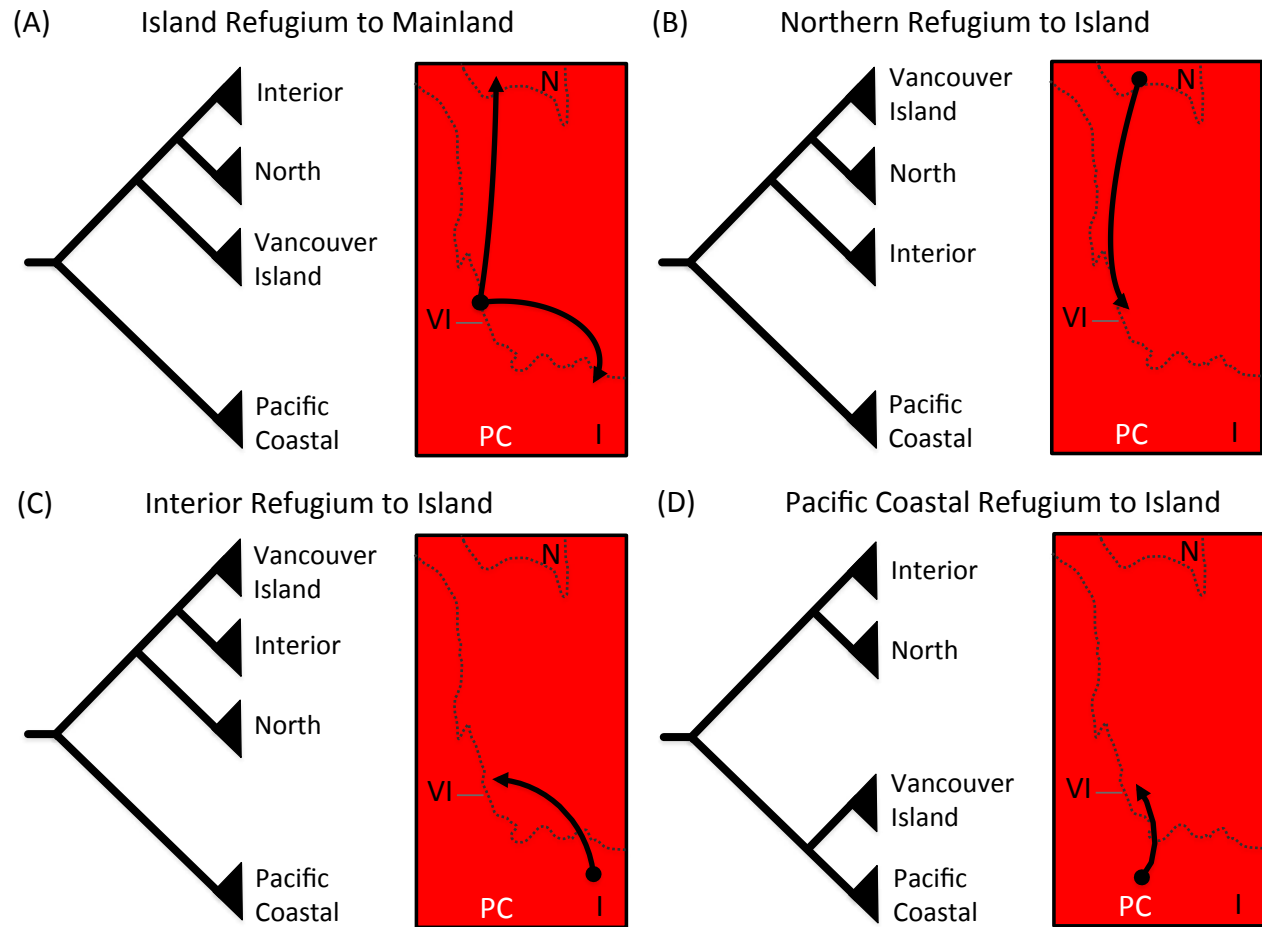 (A) Island Refugium to Mainland
Interior
North
Vancouver
Island
Pacific
Coastal
N
VI
PC I
(B) Northern Refugium to Island
Vancouver
Island
North
Interior
Pacific
Coastal
N
VI
PC I
(C) Interior Refugium to Island
Vancouver
Island
Interior
North
Pacific
Coastal
N
VI
PC I
(D) Pacific Coastal Refugium to Island
Interior
North
Vancouver
Island
Pacific
Coastal
N
VI
PC I